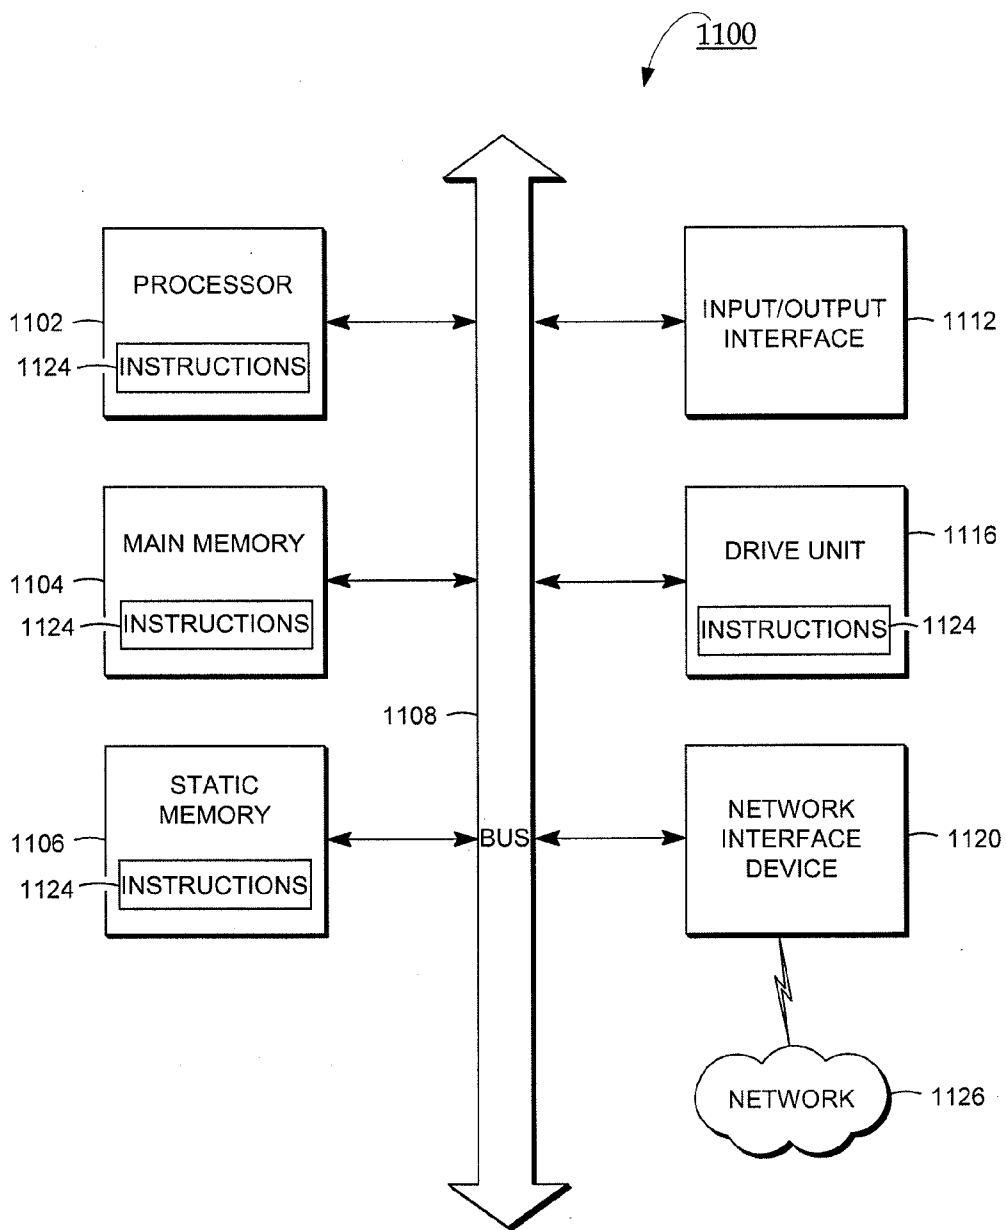 1100
PROCESSOR
1102
1124
INSTRUCTIONS
INPUT/OUTPUT
INTERFACE
1112
MAIN MEMORY
1104
1124
INSTRUCTIONS
DRIVE UNIT
1116
INSTRUCTIONS
1124
1108
STATIC
MEMORY
1106
1124
INSTRUCTIONS
BUS
NETWORK
INTERFACE
DEVICE
1120
NETWORK
1126